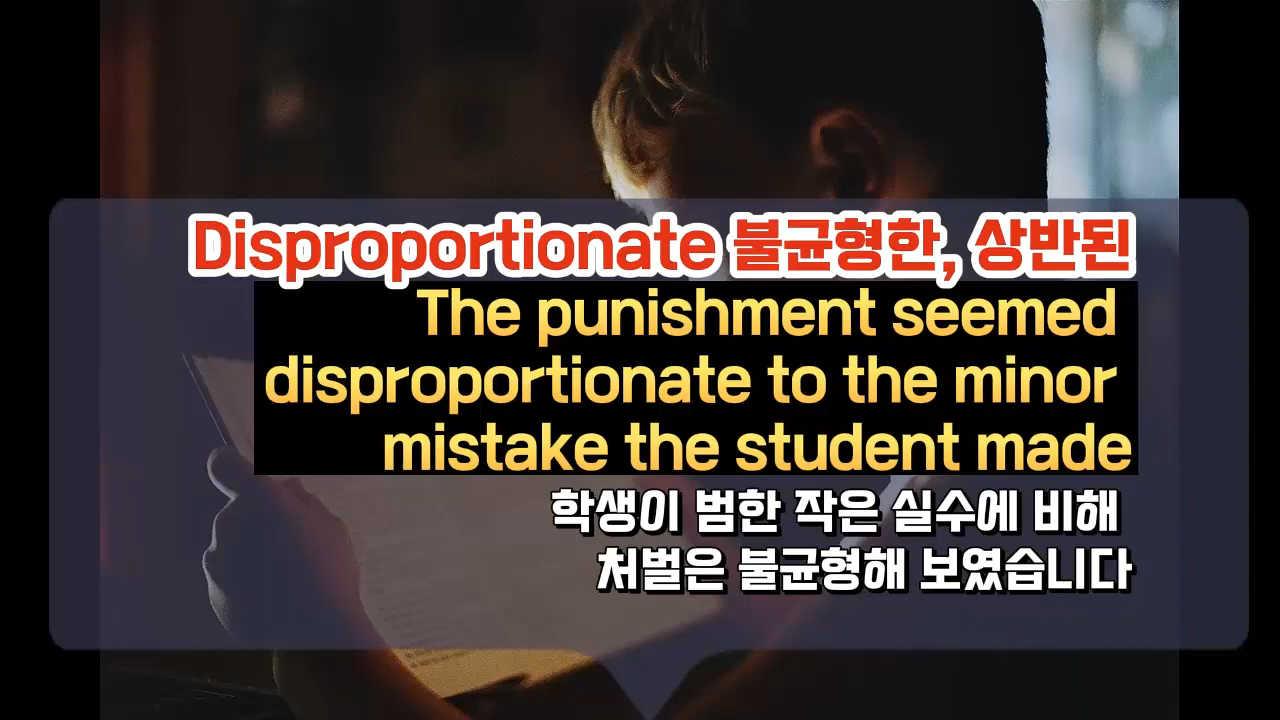 Disproportionate 불균형한, 상반된
The punishment seemed
disproportionate to the minor
mistake the student made
학생이 범한 작은 실수에 비해
처벌은 불균형해 보였습니다